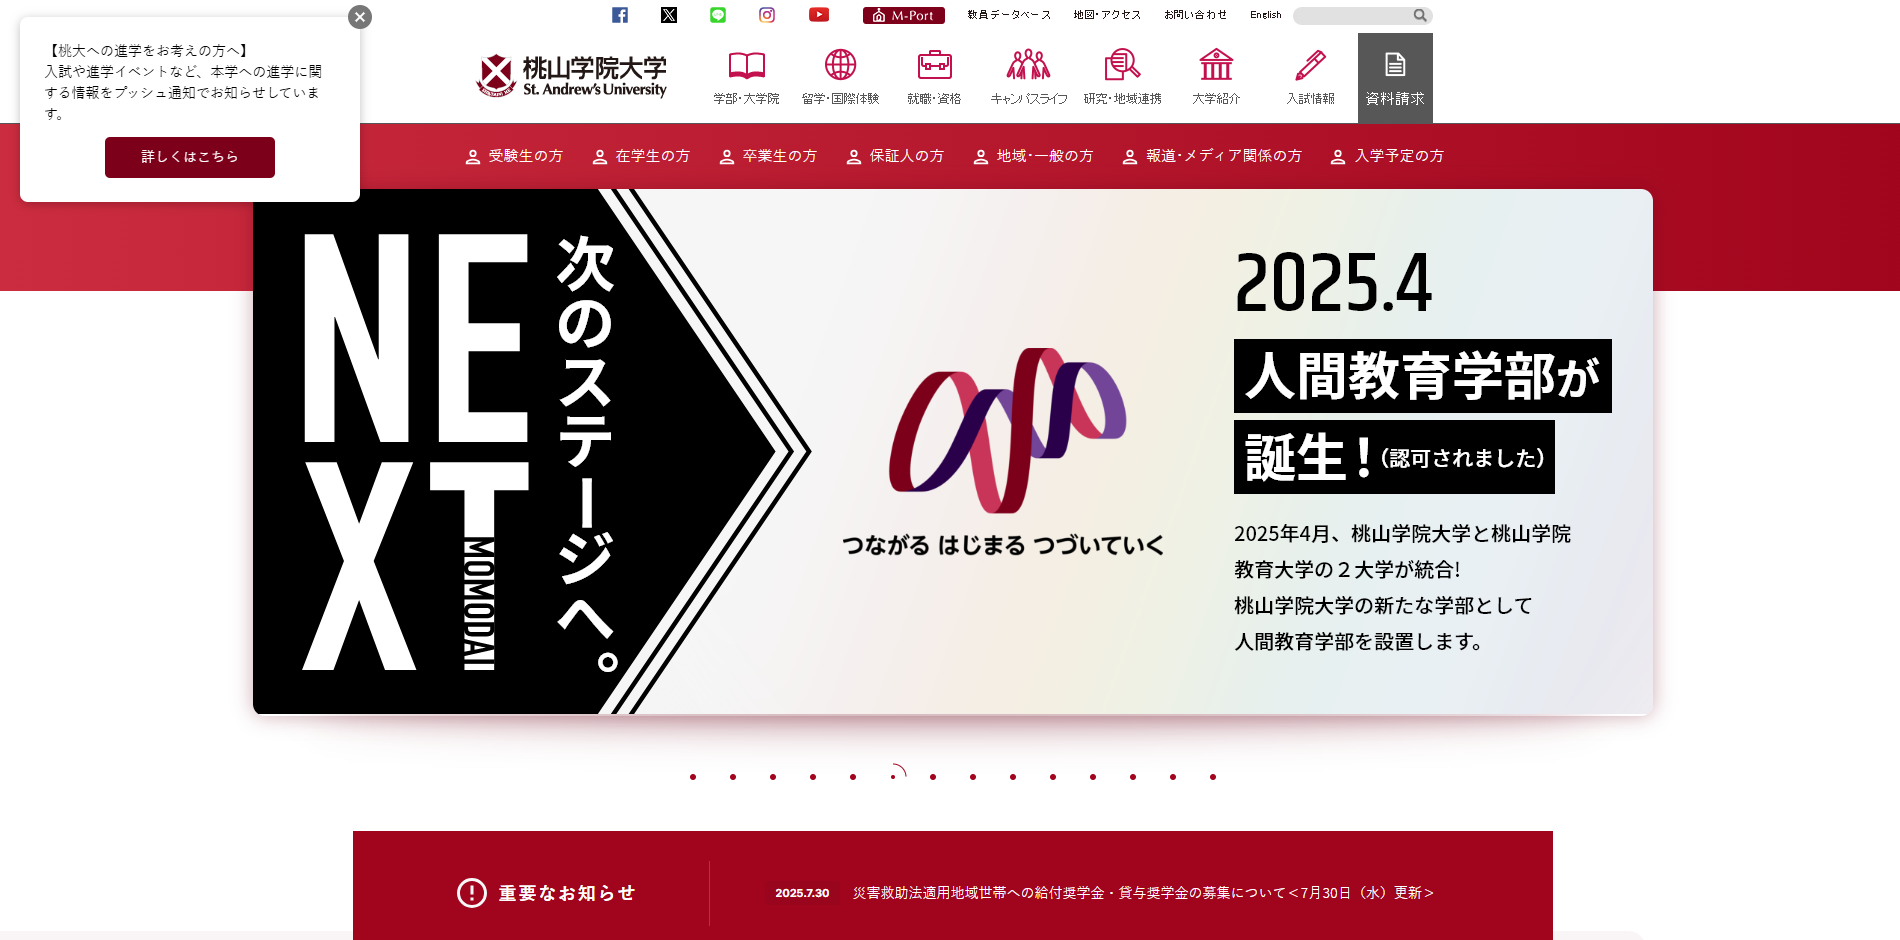 【桃大への進学をお考えの方へ】
入試や進学イベントなど、本学への進学に関
する情報をプッシュ通知でお知らせしていま
す。
詳しくはこちら
M-Port
教員データベース
地図・アクセス
お問い合わせ
English
桃山学院大学
St. Andrew's University
学部・大学院
留学・国際体験
就職・資格
キャンパスライフ
研究・地域連携
大学紹介
入試情報
資料請求
受験生の方
在学生の方
卒業生の方
保証人の方
地域・一般の方
報道・メディア関係の方
入学予定の方
NEXT
MOMODAI
次のステージへ。
つながる はじまる つづいていく
2025.4
人間教育学部が
誕生！（認可されました）
2025年4月、桃山学院大学と桃山学院
教育大学の２大学が統合!
桃山学院大学の新たな学部として
人間教育学部を設置します。
重要なお知らせ
2025.7.30
災害救助法適用地域世帯への給付奨学金・貸与奨学金の募集について＜7月30日（水）更新＞